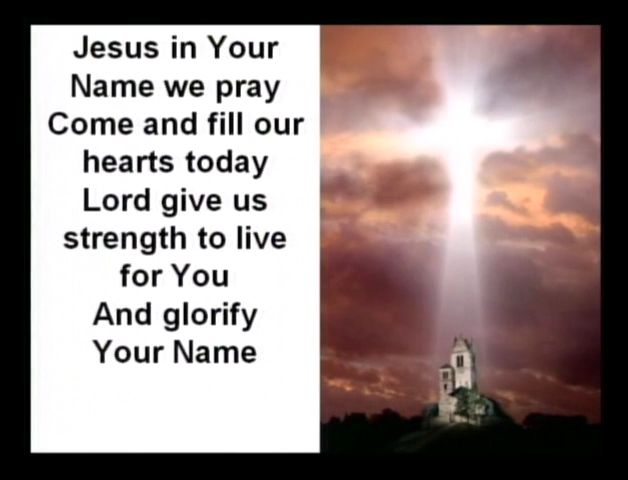 Jesus in Your
Name we pray
Come and fill our
hearts today
Lord give us
strength to live
for You
And glorify
Your Name